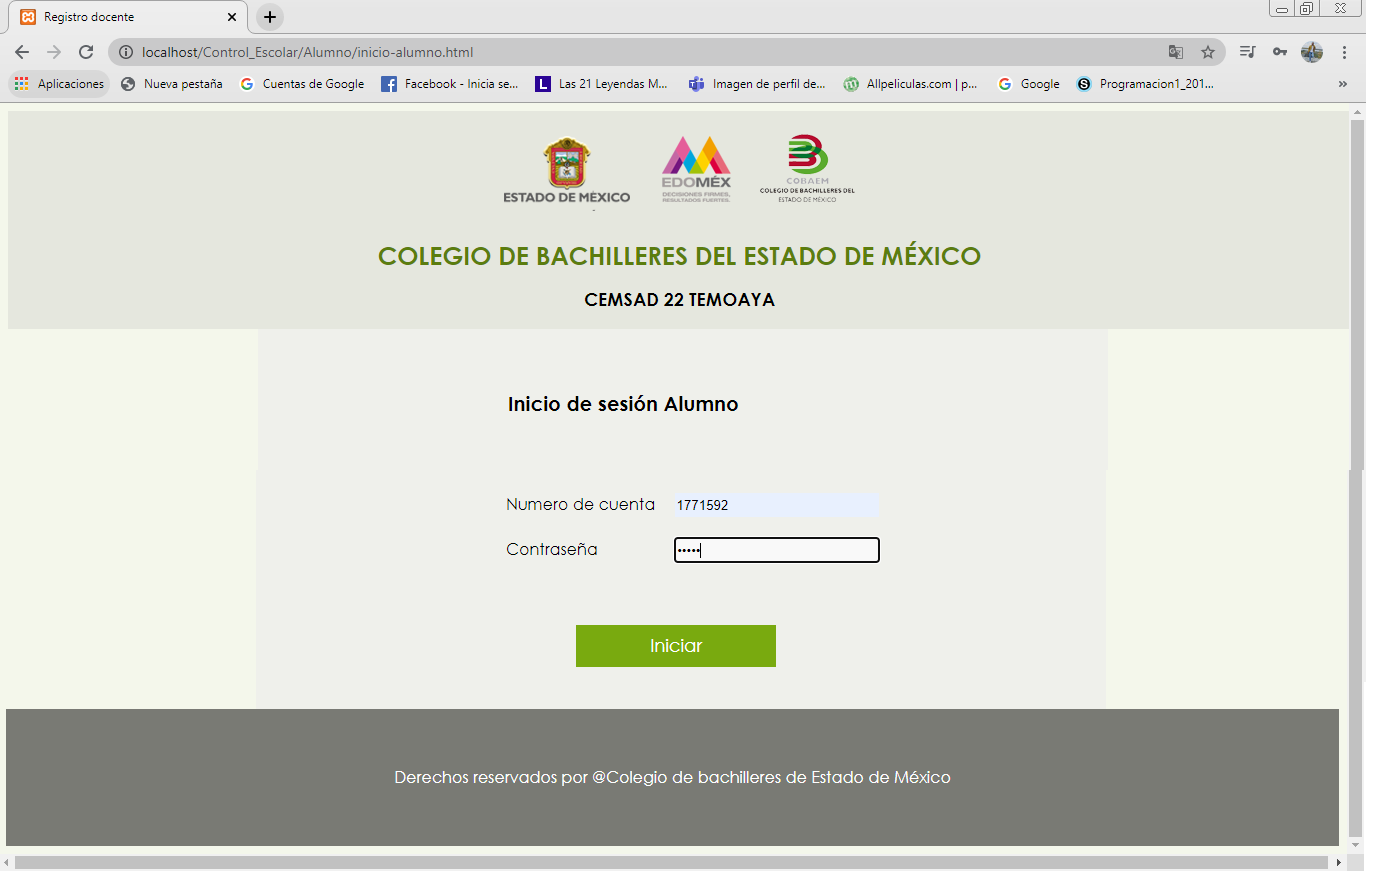 Registro docente
localhost/Control_Escolar/Alumno/inicio-alumno.html
Aplicaciones Nueva pestaña Cuentas de Google Facebook - Inicia se... Las 21 Leyendas M... Imagen de perfil de... Allpeliculas.com | p... Google Programacion1_201... »
ESTADO DE MÉXICO
EDOMÉX
DECISIONES FIRMES,
RESULTADOS FUERTES.
COBAEM
COLEGIO DE BACHILLERES DEL
ESTADO DE MÉXICO
COLEGIO DE BACHILLERES DEL ESTADO DE MÉXICO
CEMSAD 22 TEMOAYA
Inicio de sesión Alumno
Numero de cuenta 1771592
Contraseña •••••
Iniciar
Derechos reservados por @Colegio de bachilleres de Estado de México